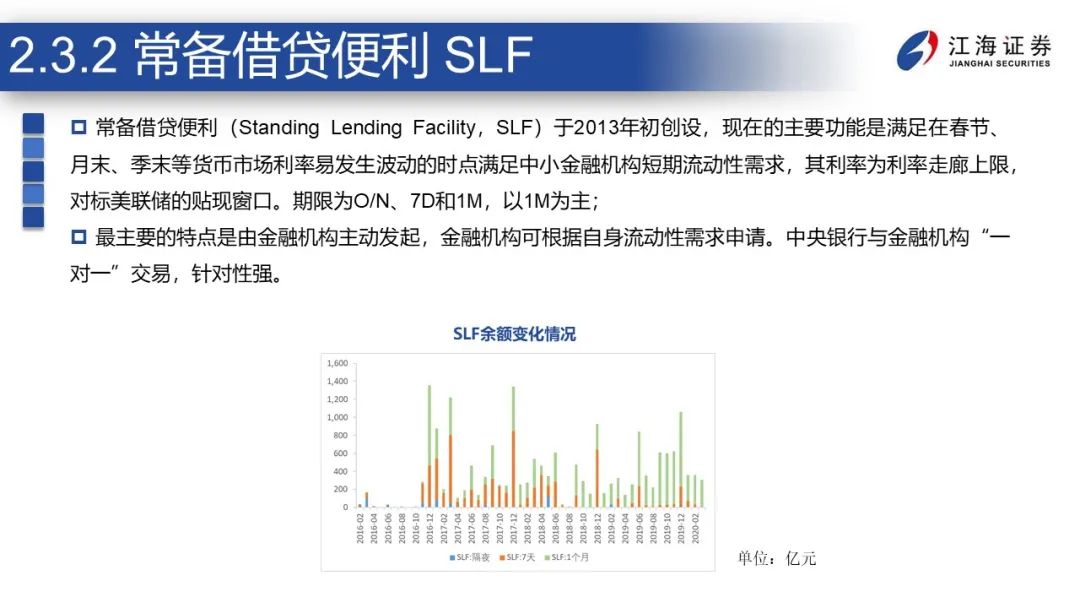 2.3.2 常备借贷便利 SLF
江海证券
JIANGHAI SECURITIES
常备借贷便利（Standing Lending Facility，SLF）于2013年初创设，现在的主要功能是满足在春节、
月末、季末等货币市场利率易发生波动的时点满足中小金融机构短期流动性需求，其利率为利率走廊上限，
对标美联储的贴现窗口。期限为O/N、7D和1M，以1M为主；
最主要的特点是由金融机构主动发起，金融机构可根据自身流动性需求申请。中央银行与金融机构“一
对一”交易，针对性强。
SLF余额变化情况
1,600
1,400
1,200
1,000
800
600
400
200
0
2016-02 2016-04 2016-06 2016-08 2016-10 2016-12 2017-02 2017-04 2017-06 2017-08 2017-10 2017-12 2018-02 2018-04 2018-06 2018-08 2018-10 2018-12 2019-02 2019-04 2019-06 2019-08 2019-10 2019-12 2020-02
SLF:隔夜 SLF:7天 SLF:1个月
单位：亿元